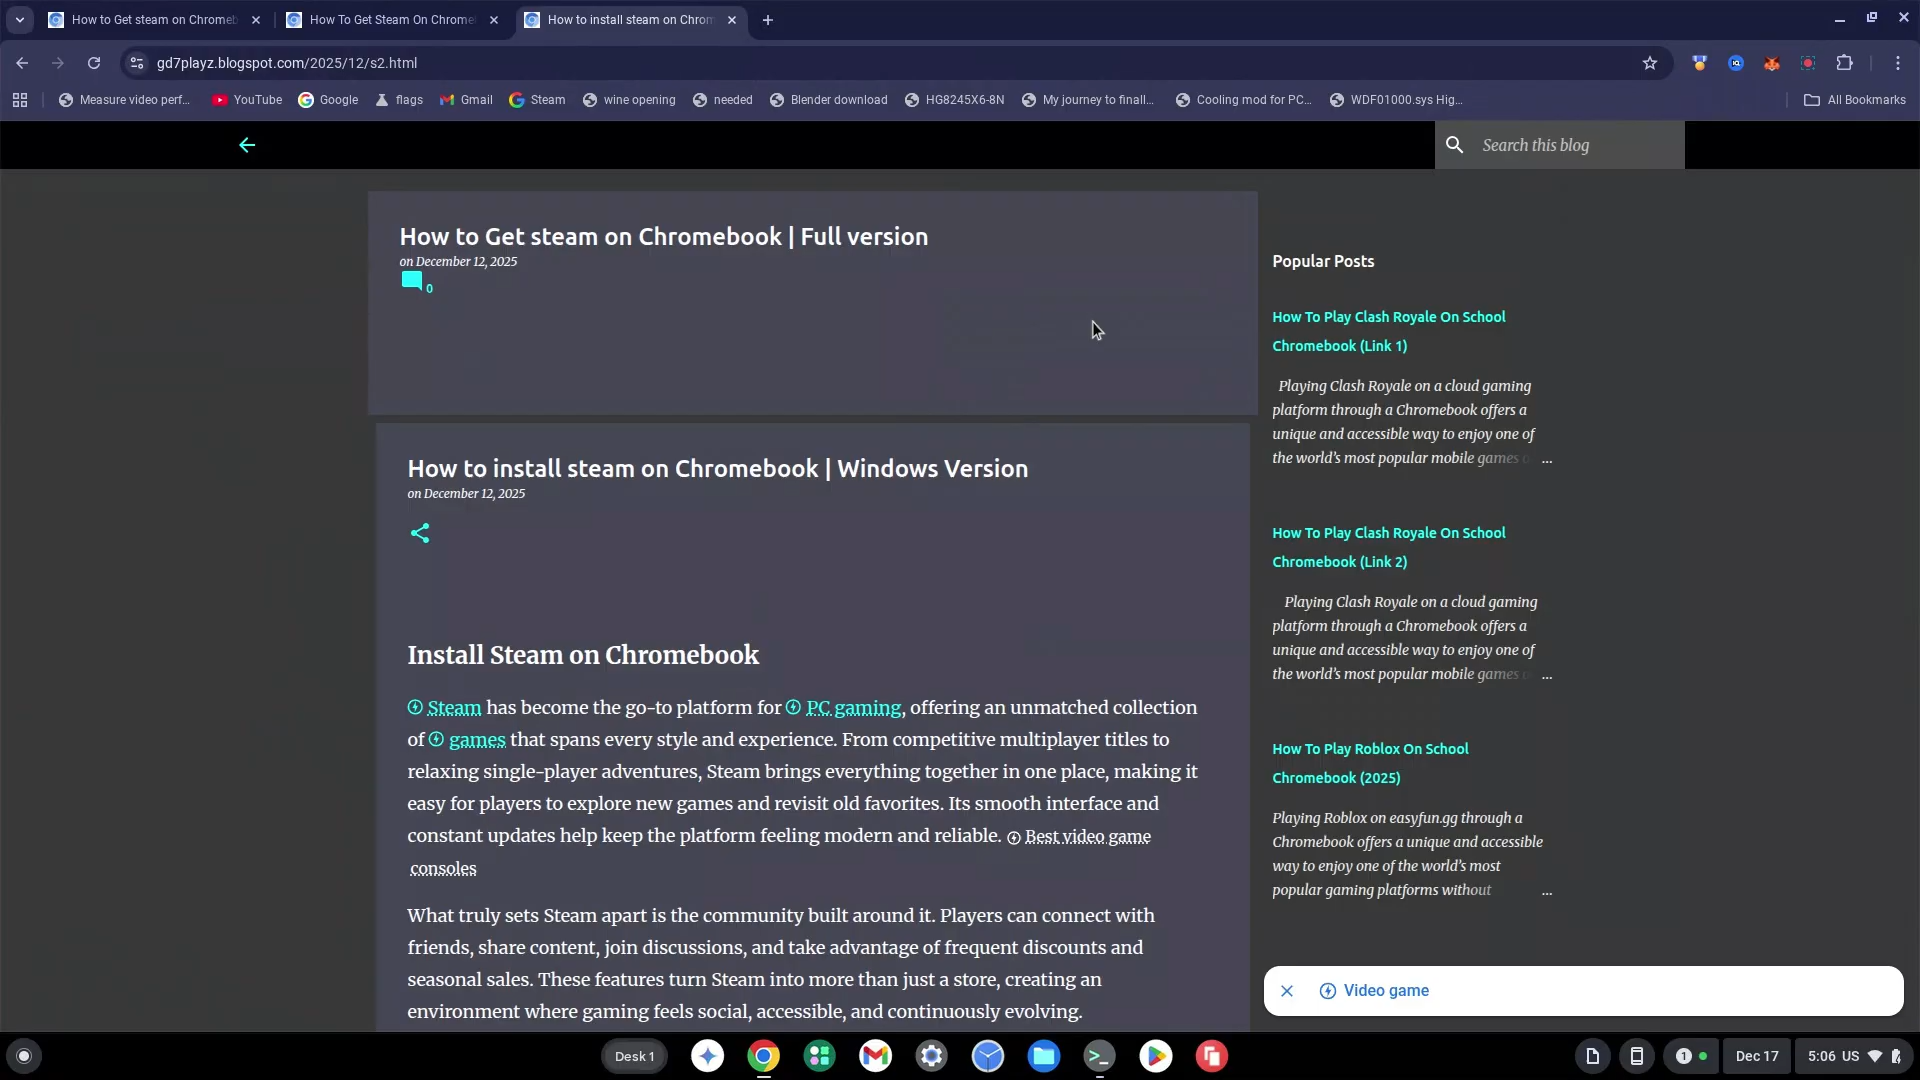 How to Get steam on Chromeb
How To Get Steam On Chrome
How to install steam on Chrom
gd7playz.blogspot.com/2025/12/s2.html
Measure video perf...
YouTube
Google
flags
Gmail
Steam
wine opening
needed
Blender download
HG8245X6-8N
My journey to finall...
Cooling mod for PC...
WDF01000.sys Hig...
All Bookmarks
Search this blog
How to Get steam on Chromebook | Full version
on December 12, 2025
0
How to install steam on Chromebook | Windows Version
on December 12, 2025
Install Steam on Chromebook
Steam has become the go-to platform for PC gaming, offering an unmatched collection
of games that spans every style and experience. From competitive multiplayer titles to
relaxing single-player adventures, Steam brings everything together in one place, making it
easy for players to explore new games and revisit old favorites. Its smooth interface and
constant updates help keep the platform feeling modern and reliable. Best video game
consoles
What truly sets Steam apart is the community built around it. Players can connect with
friends, share content, join discussions, and take advantage of frequent discounts and
seasonal sales. These features turn Steam into more than just a store, creating an
environment where gaming feels social, accessible, and continuously evolving.
Popular Posts
How To Play Clash Royale On School
Chromebook (Link 1)
Playing Clash Royale on a cloud gaming
platform through a Chromebook offers a
unique and accessible way to enjoy one of
the world's most popular mobile games o ...
How To Play Clash Royale On School
Chromebook (Link 2)
Playing Clash Royale on a cloud gaming
platform through a Chromebook offers a
unique and accessible way to enjoy one of
the world's most popular mobile games o ...
How To Play Roblox On School
Chromebook (2025)
Playing Roblox on easyfun.gg through a
Chromebook offers a unique and accessible
way to enjoy one of the world's most
popular gaming platforms without ...
Video game
Desk 1
1
Dec 17
5:06 US